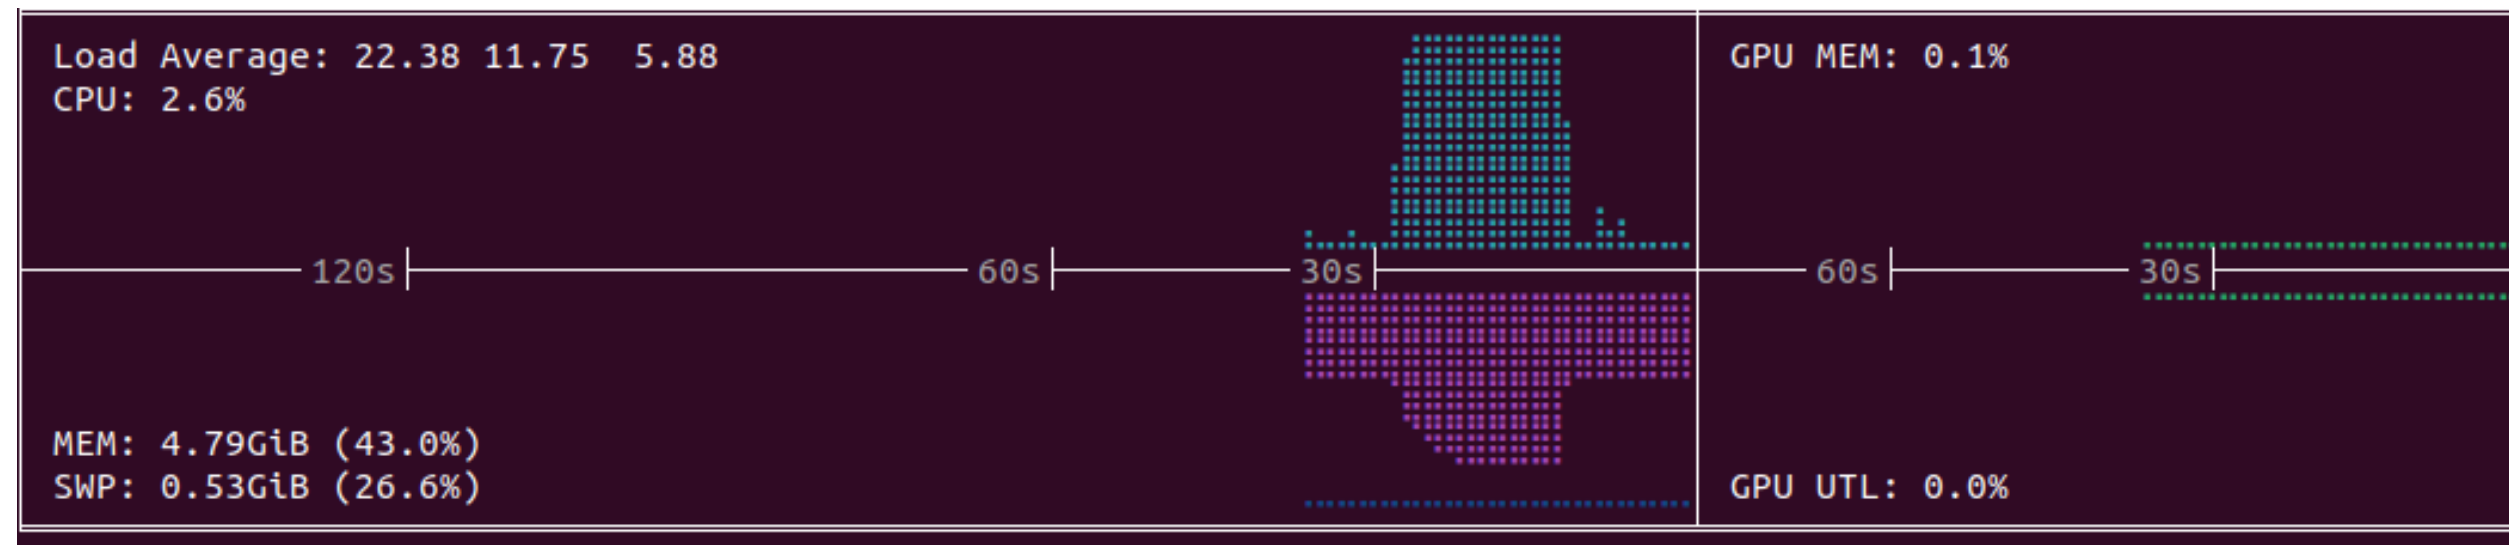 Load Average: 22.38 11.75  5.88
CPU: 2.6%
120s 60s 30s
MEM: 4.79GiB (43.0%)
SWP: 0.53GiB (26.6%)
GPU MEM: 0.1%
60s 30s
GPU UTL: 0.0%